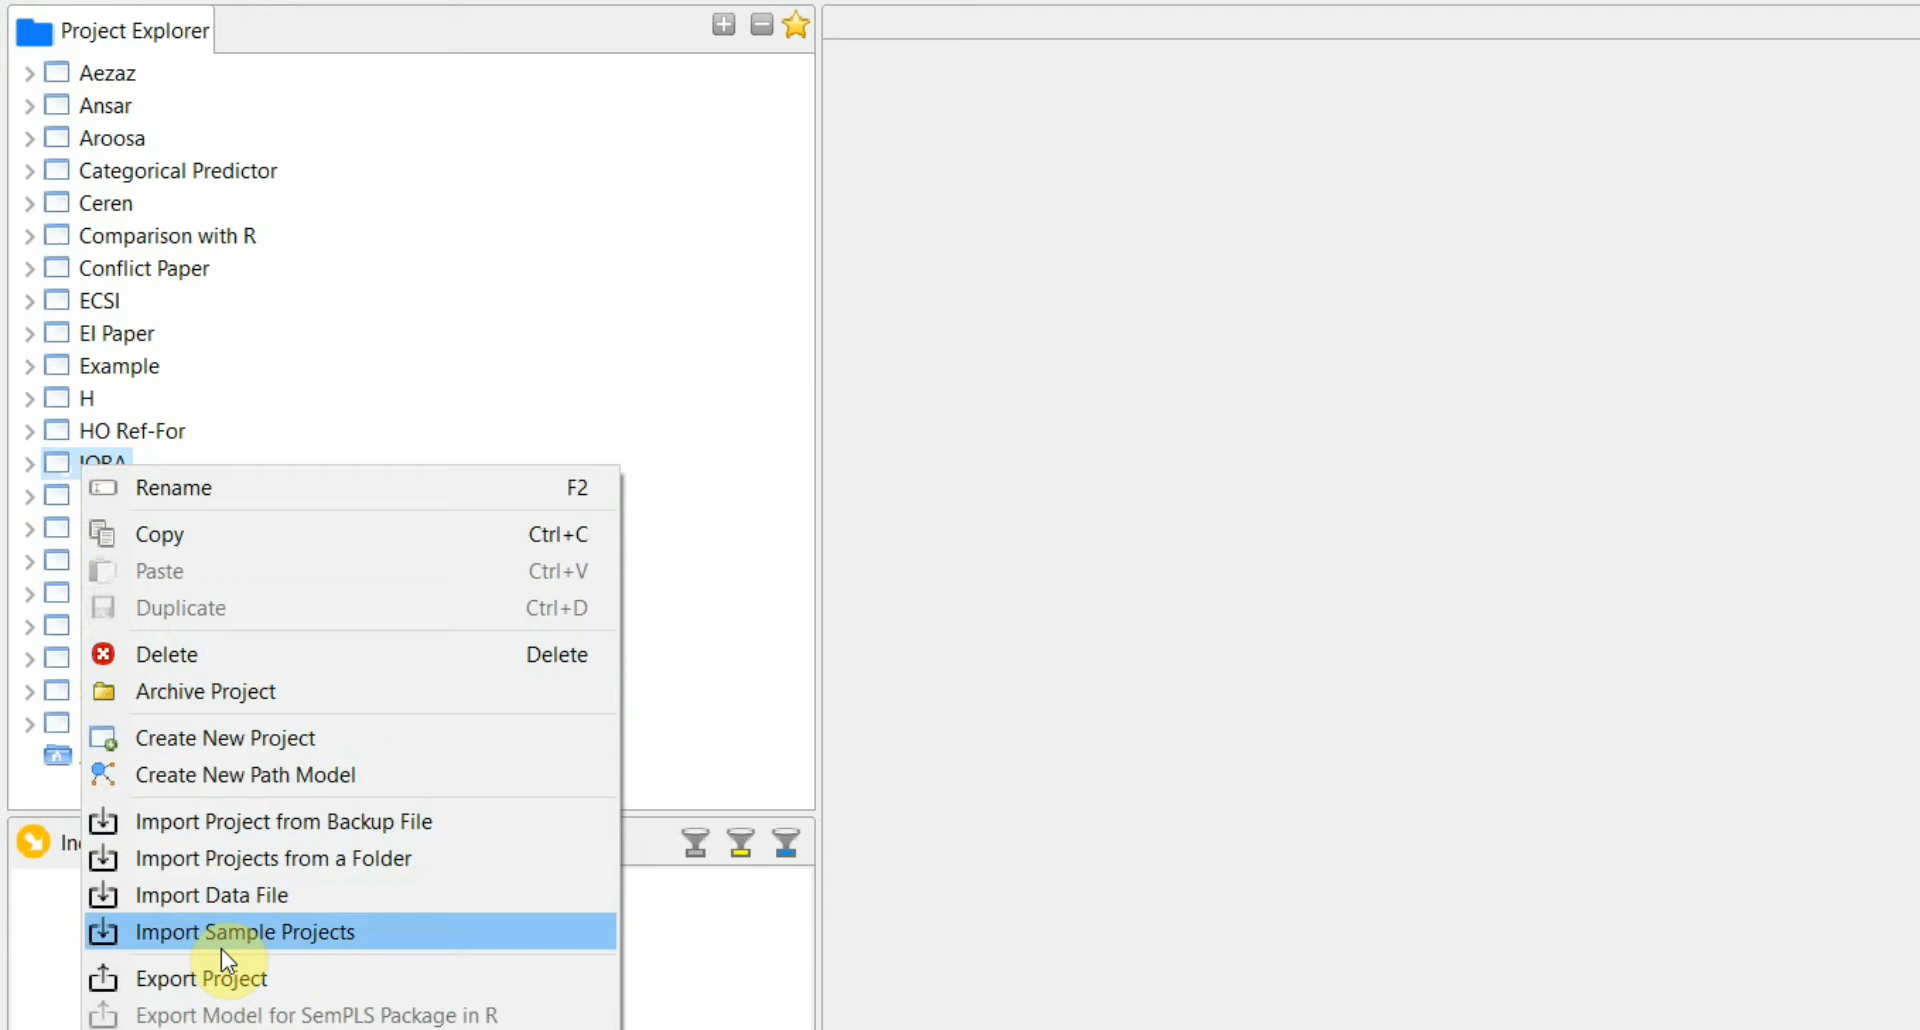 Project Explorer
Aezaz
Ansar
Aroosa
Categorical Predictor
Ceren
Comparison with R
Conflict Paper
ECSI
EI Paper
Example
H
HO Ref-For
Rename F2
Copy Ctrl+C
Paste Ctrl+V
Duplicate Ctrl+D
Delete Delete
Archive Project
Create New Project
Create New Path Model
Import Project from Backup File
Import Projects from a Folder
Import Data File
Import Sample Projects
Export Project
Export Model for SemPLS Package in R